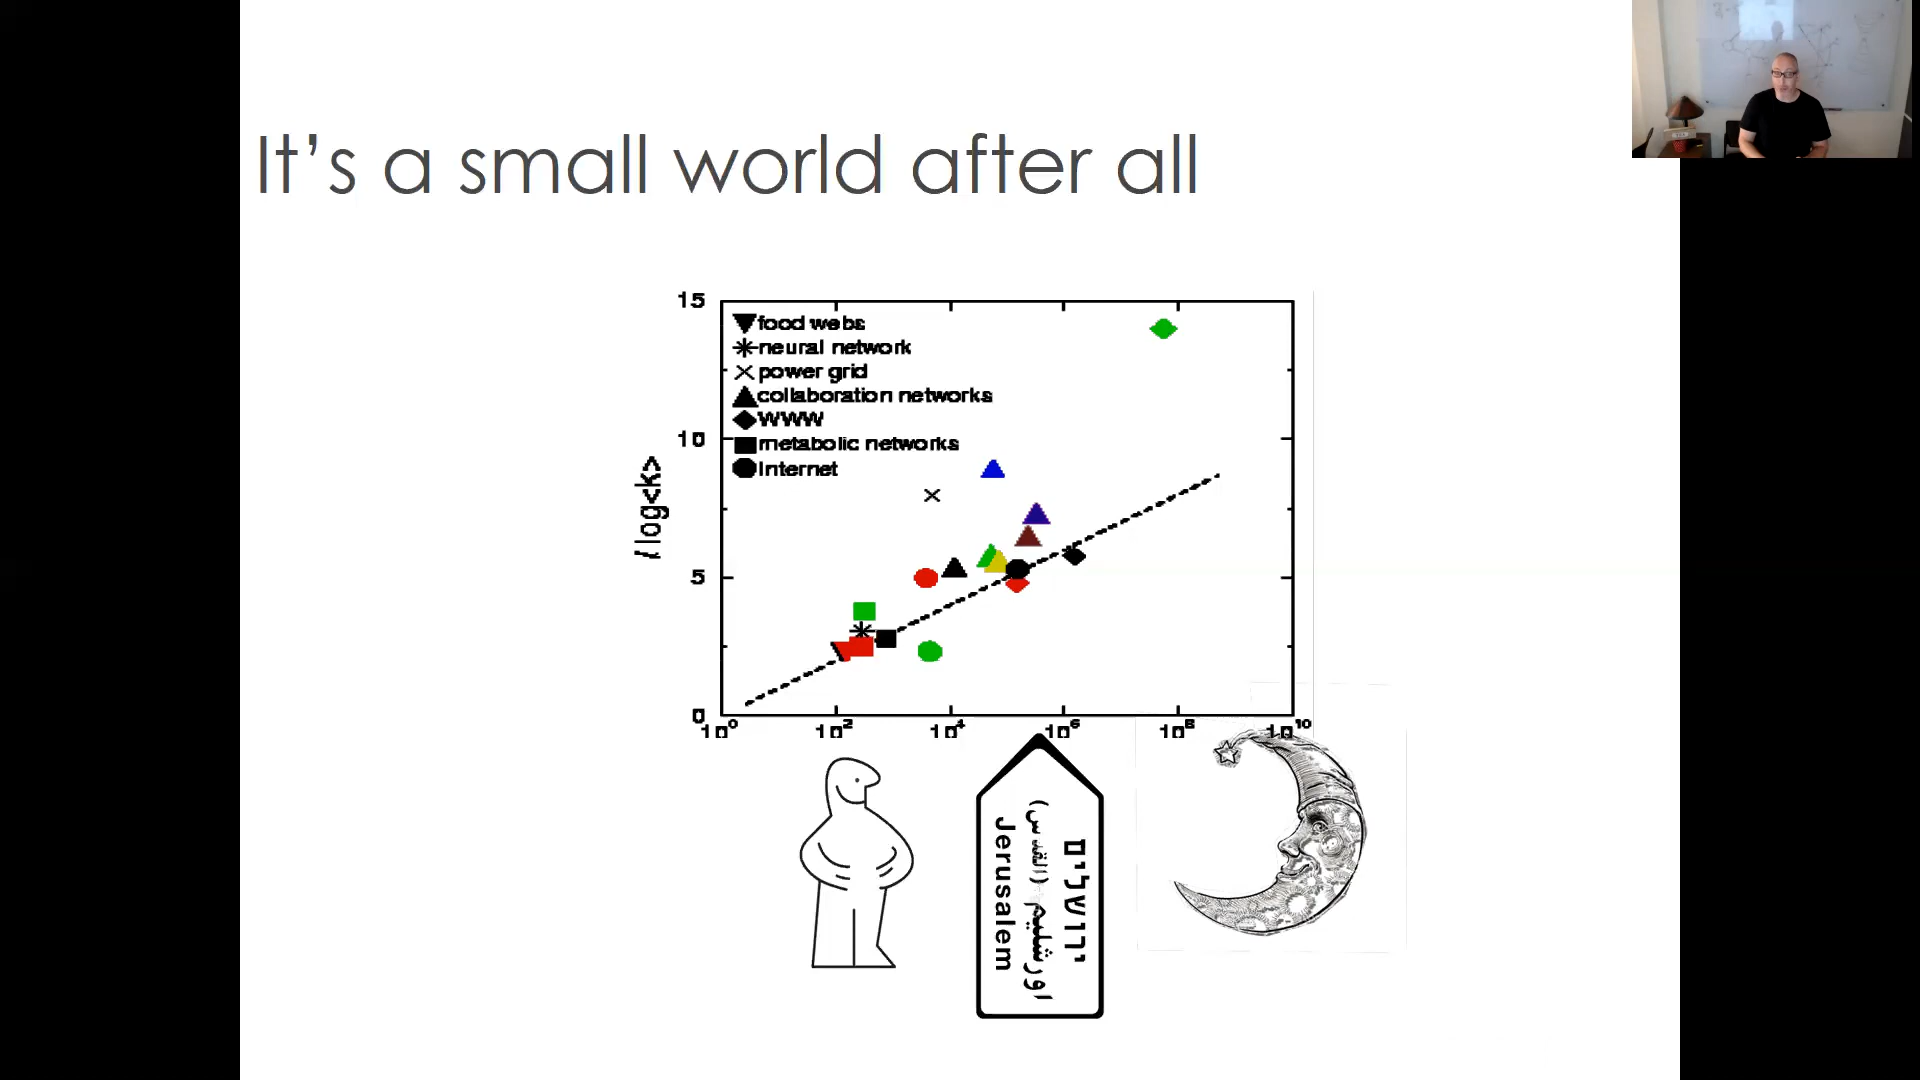 It's a small world after all
15
10
5
0
l log<k>
food webs
neural network
power grid
collaboration networks
WWW
metabolic networks
Internet
10⁰ 10² 10⁴ 10⁶ 10⁸ 10¹⁰
ירושלים
اورشليم (القدس)
Jerusalem